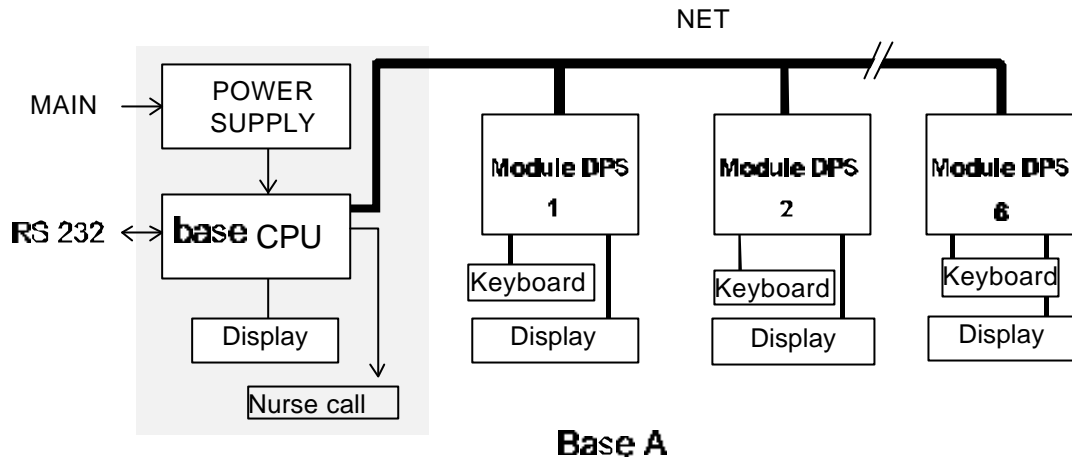 NET
MAIN
POWER
SUPPLY
RS 232
base CPU
Display
Nurse call
Module DPS
1
Keyboard
Display
Module DPS
2
Keyboard
Display
Module DPS
6
Keyboard
Display
Base A